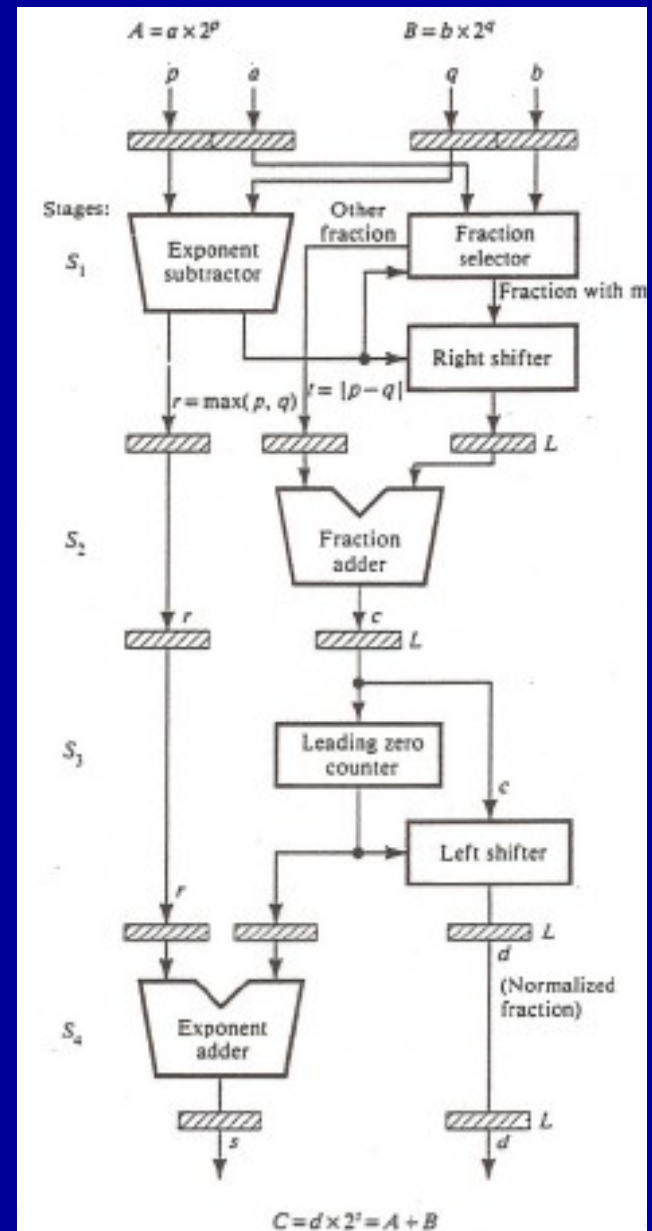 A = a × 2^p
B = b × 2^q
p
a
q
b
Stages:
S₁
Exponent
subtractor
Other
fraction
Fraction
selector
Fraction with m
Right shifter
r = max(p, q)
t = |p − q|
L
S₂
Fraction
adder
r
c
L
S₃
Leading zero
counter
c
Left shifter
r
L
d
(Normalized
fraction)
S₄
Exponent
adder
L
s
d
C = d × 2^s = A + B